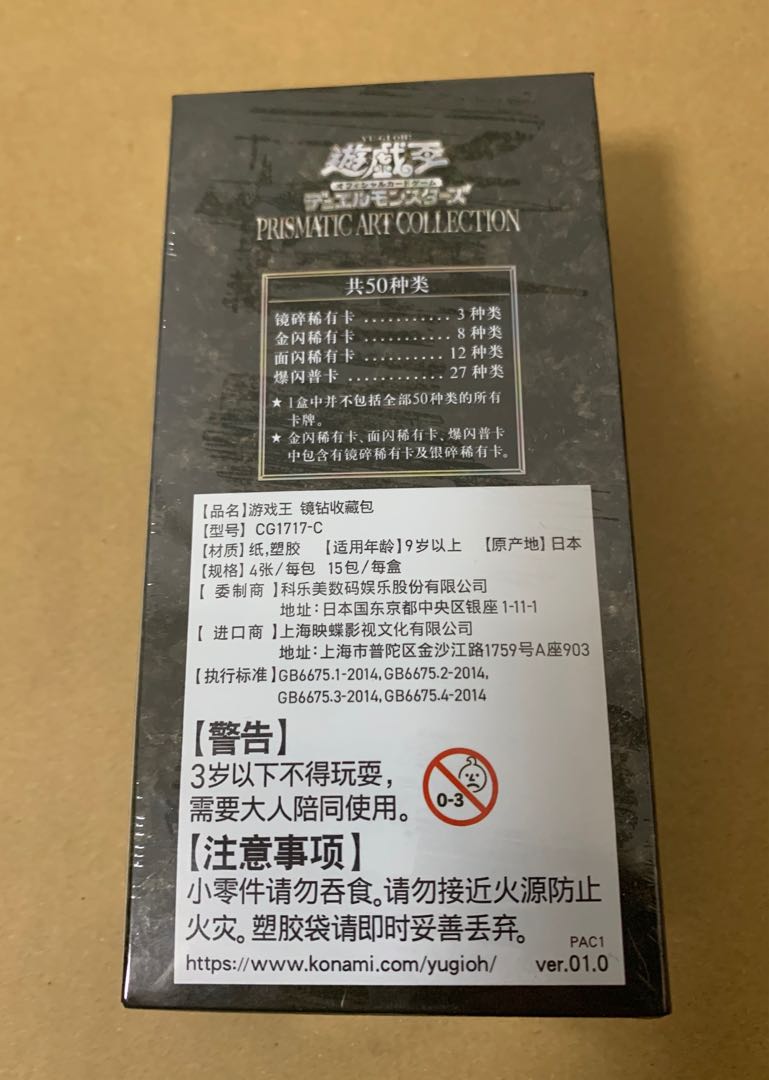 YU-GI-OH!
遊戯王
オフィシャルカードゲーム
デュエルモンスターズ
PRISMATIC ART COLLECTION
共50种类
镜碎稀有卡 ........... 3 种类
金闪稀有卡 ........... 8 种类
面闪稀有卡 .......... 12 种类
爆闪普卡 ........... 27 种类
★ 1盒中并不包括全部50种类的所有
卡牌。
★ 金闪稀有卡、面闪稀有卡、爆闪普卡
中包含有镜碎稀有卡及银碎稀有卡。
【品名】游戏王 镜钻收藏包
【型号】 CG1717-C
【材质】纸,塑胶 【适用年龄】9岁以上 【原产地】日本
【规格】4张/每包 15包/每盒
【 委制商 】科乐美数码娱乐股份有限公司
地址:日本国东京都中央区银座1-11-1
【 进口商 】上海映蝶影视文化有限公司
地址:上海市普陀区金沙江路1759号A座903
【执行标准】GB6675.1-2014, GB6675.2-2014,
GB6675.3-2014, GB6675.4-2014
【警告】
3岁以下不得玩耍,
需要大人陪同使用。
0-3
【注意事项】
小零件请勿吞食。请勿接近火源防止
火灾。塑胶袋请即时妥善丢弃。
PAC1
https://www.konami.com/yugioh/ ver.01.0